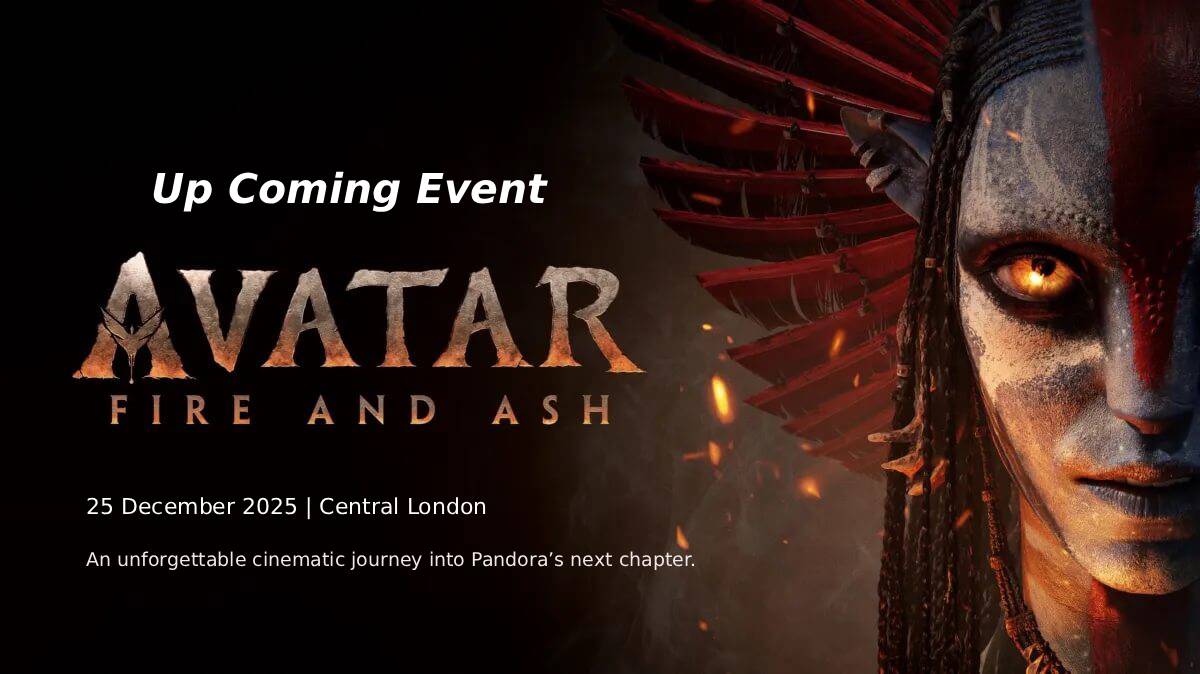 Up Coming Event
AVATAR
FIRE AND ASH
25 December 2025 | Central London
An unforgettable cinematic journey into Pandora’s next chapter.